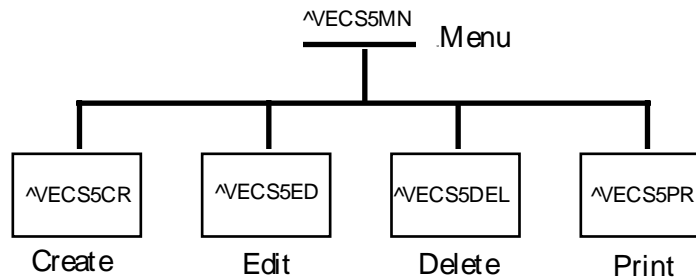 ^VECS5MN
.Menu
^VECS5CR
^VECS5ED
^VECS5DEL
^VECS5PR
Create
Edit
Delete
Print